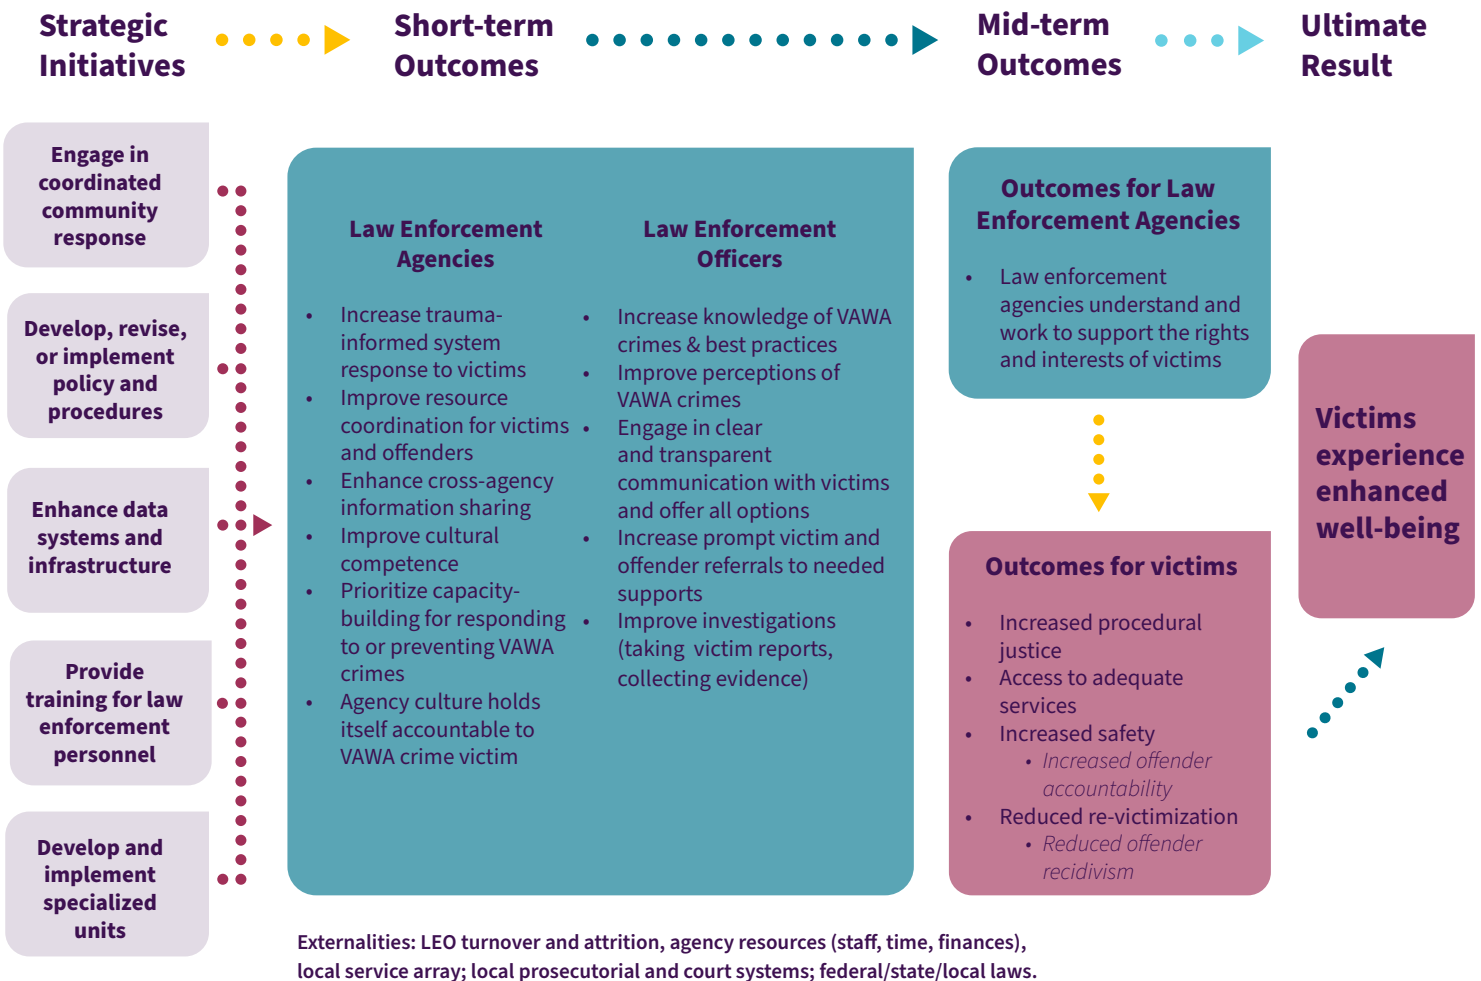 Strategic
Initiatives
Short-term
Outcomes
Mid-term
Outcomes
Ultimate
Result
Engage in
coordinated
community
response
Develop, revise,
or implement
policy and
procedures
Enhance data
systems and
infrastructure
Provide
training for law
enforcement
personnel
Develop and
implement
specialized
units
Law Enforcement
Agencies
• Increase trauma-
informed system
response to victims
• Improve resource
coordination for victims
and offenders
• Enhance cross-agency
information sharing
• Improve cultural
competence
• Prioritize capacity-
building for responding
to or preventing VAWA
crimes
• Agency culture holds
itself accountable to
VAWA crime victim
Law Enforcement
Officers
• Increase knowledge of VAWA
crimes & best practices
• Improve perceptions of
VAWA crimes
• Engage in clear
and transparent
communication with victims
and offer all options
• Increase prompt victim and
offender referrals to needed
supports
• Improve investigations
(taking victim reports,
collecting evidence)
Outcomes for Law
Enforcement Agencies
• Law enforcement
agencies understand and
work to support the rights
and interests of victims
Outcomes for victims
• Increased procedural
justice
• Access to adequate
services
• Increased safety
• Increased offender
accountability
• Reduced re-victimization
• Reduced offender
recidivism
Victims
experience
enhanced
well-being
Externalities: LEO turnover and attrition, agency resources (staff, time, finances),
local service array; local prosecutorial and court systems; federal/state/local laws.